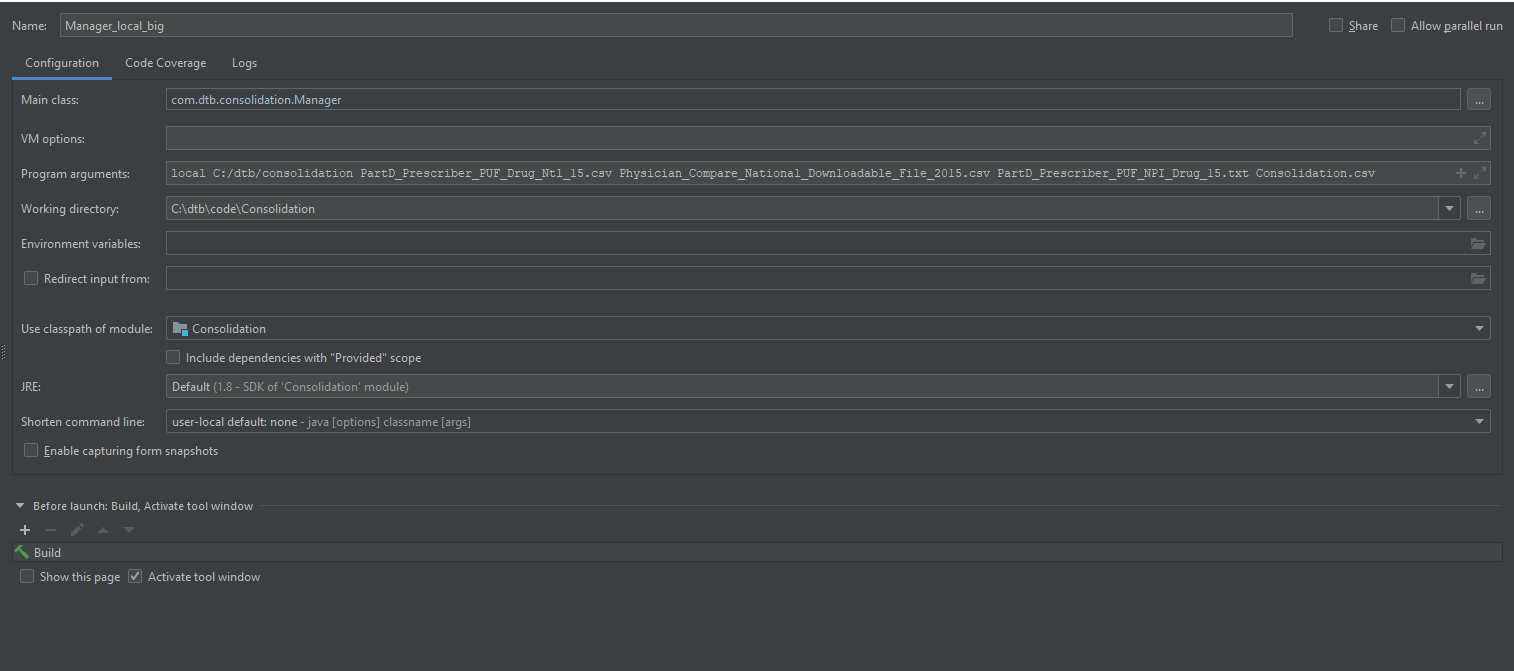 Name: Manager_local_big Share Allow parallel run
Configuration Code Coverage Logs
Main class: com.dtb.consolidation.Manager ...
VM options:
Program arguments: local C:/dtb/consolidation PartD_Prescriber_PUF_Drug_Ntl_15.csv Physician_Compare_National_Downloadable_File_2015.csv PartD_Prescriber_PUF_NPI_Drug_15.txt Consolidation.csv
Working directory: C:\dtb\code\Consolidation ...
Environment variables:
Redirect input from:
Use classpath of module: Consolidation
Include dependencies with "Provided" scope
JRE: Default (1.8 - SDK of 'Consolidation' module) ...
Shorten command line: user-local default: none - java [options] classname [args]
Enable capturing form snapshots
Before launch: Build, Activate tool window
Build
Show this page Activate tool window